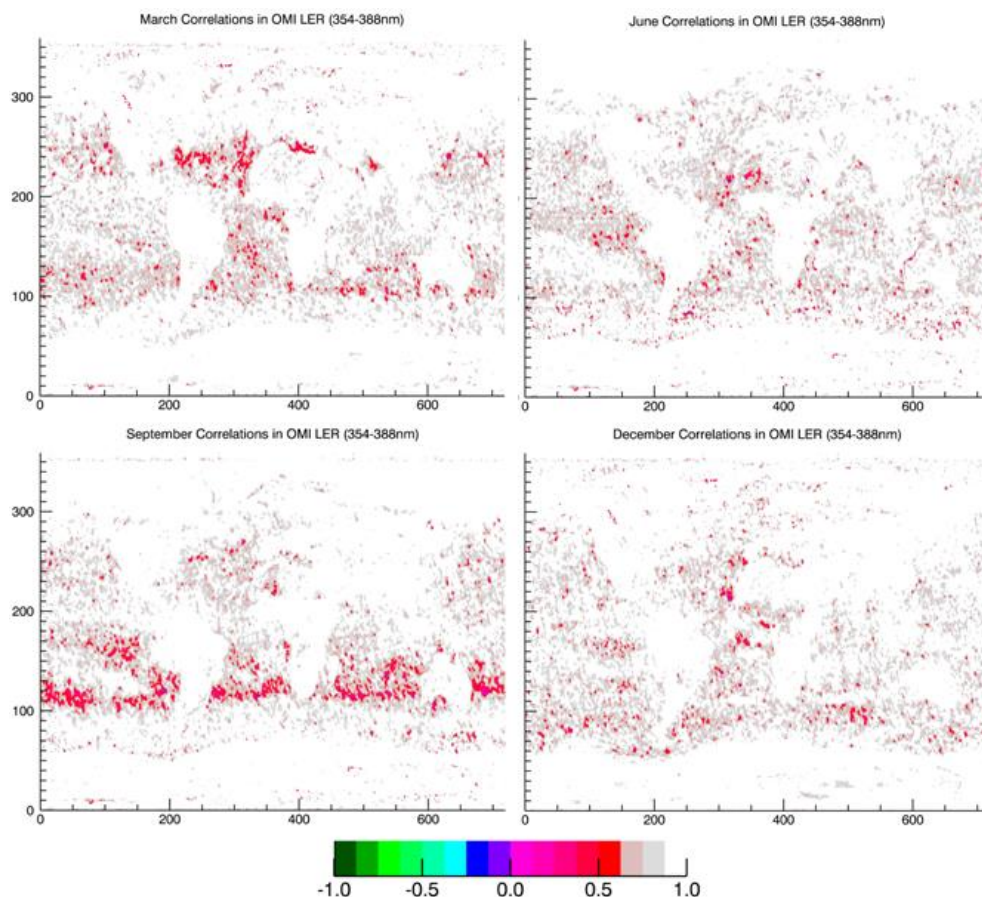 March Correlations in OMI LER (354-388nm)
June Correlations in OMI LER (354-388nm)
300
200
100
0
0 200 400 600
300
200
100
0
0 200 400 600
September Correlations in OMI LER (354-388nm)
December Correlations in OMI LER (354-388nm)
300
200
100
0
0 200 400 600
300
200
100
0
0 200 400 600
-1.0 -0.5 0.0 0.5 1.0